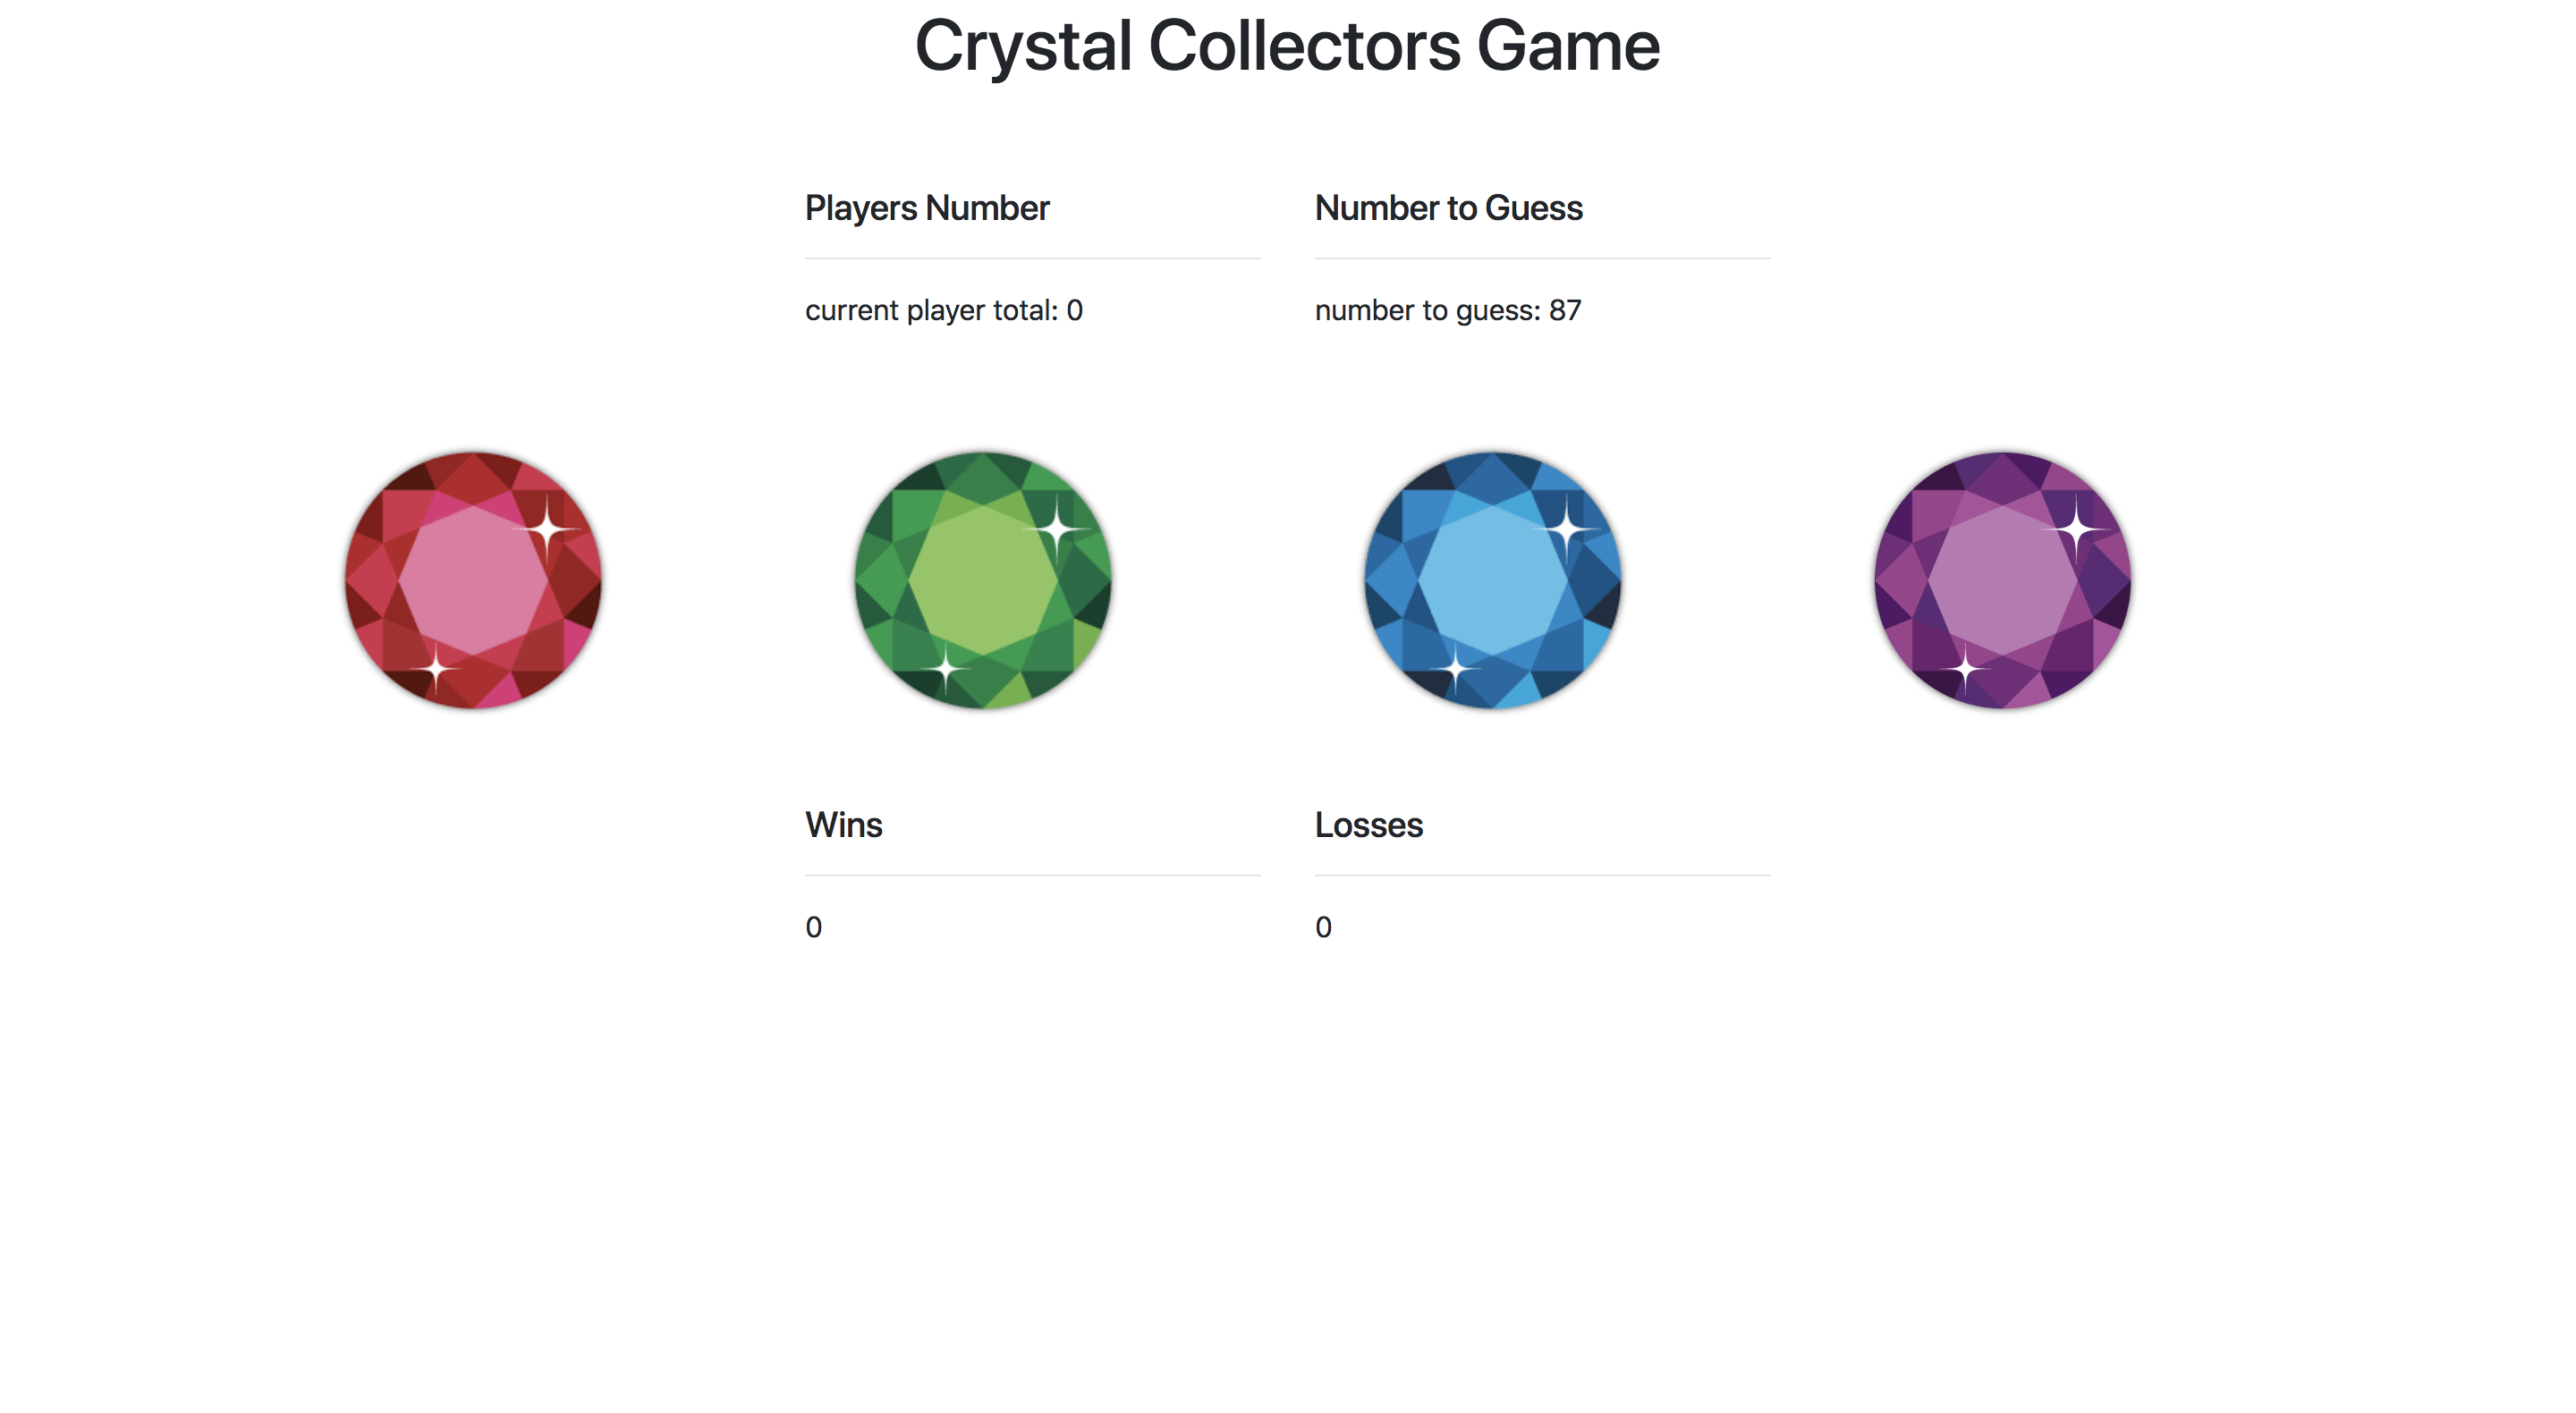 Crystal Collectors Game
Players Number
Number to Guess
current player total: 0
number to guess: 87
Wins
Losses
0
0